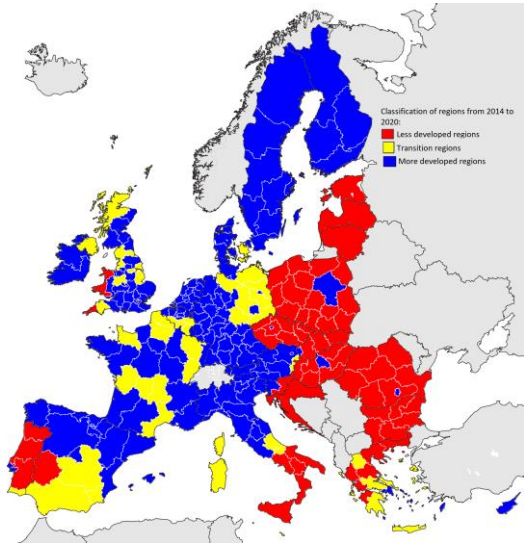 Classification of regions from 2014 to
2020:
Less developed regions
Transition regions
More developed regions